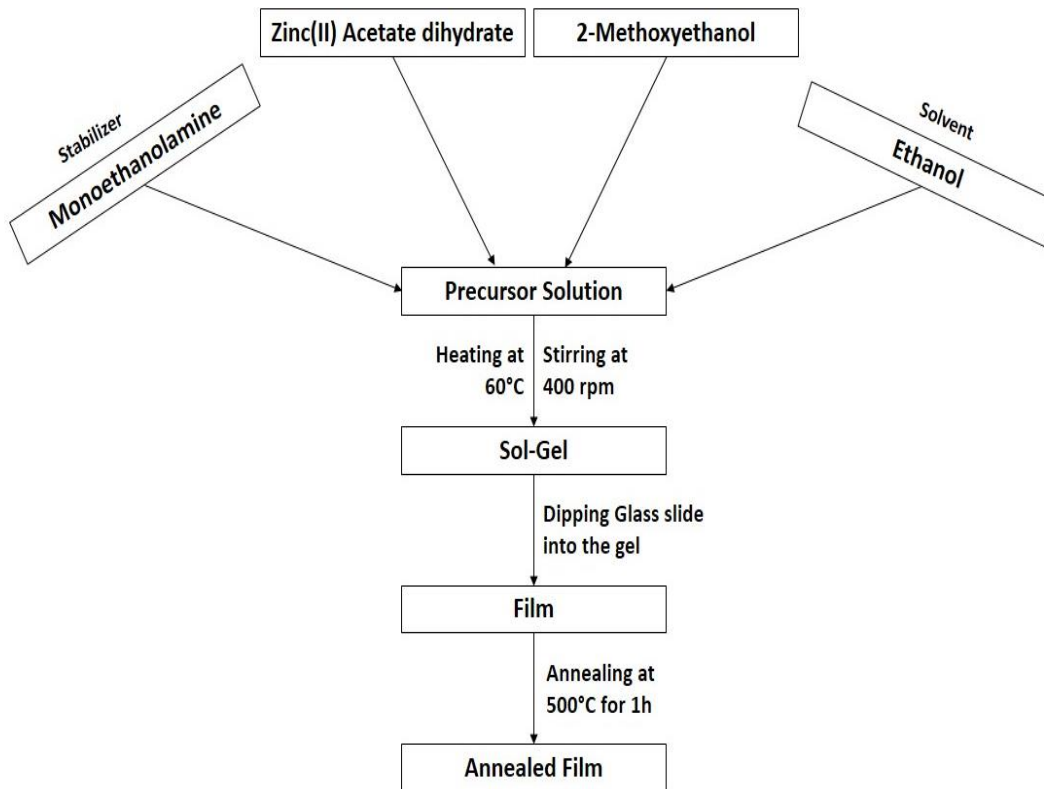 Zinc(II) Acetate dihydrate
2-Methoxyethanol
Stabilizer
Monoethanolamine
Solvent
Ethanol
Precursor Solution
Heating at
60°C
Stirring at
400 rpm
Sol-Gel
Dipping Glass slide
into the gel
Film
Annealing at
500°C for 1h
Annealed Film